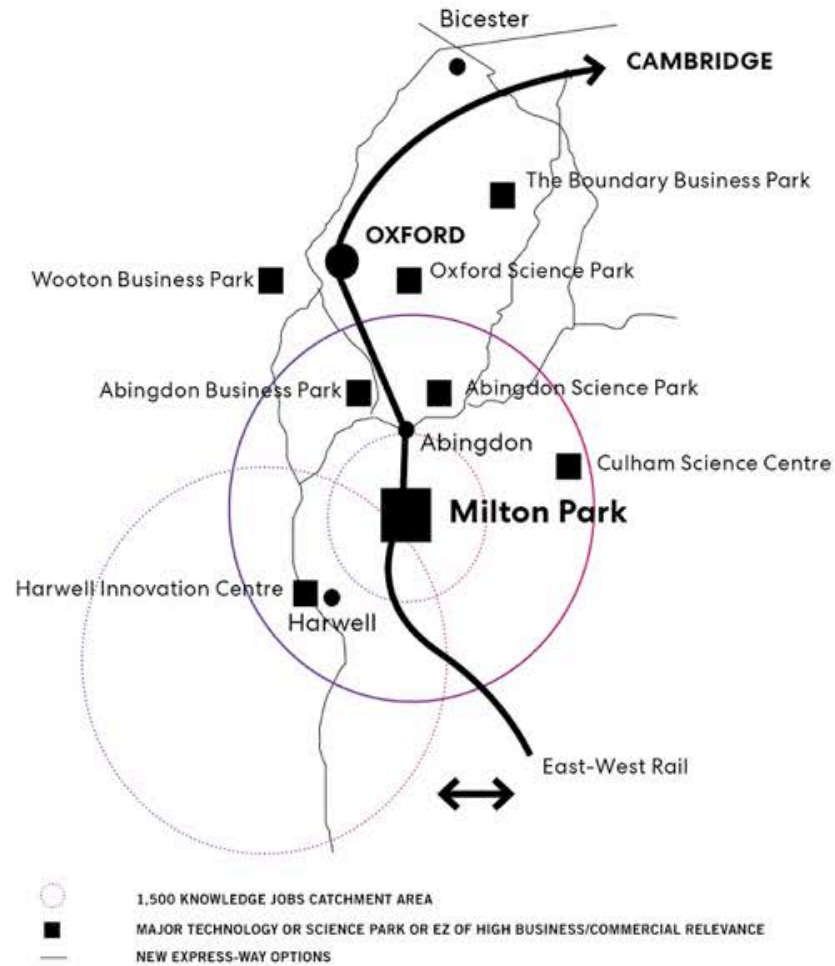 Bicester
CAMBRIDGE
The Boundary Business Park
OXFORD
Wooton Business Park
Oxford Science Park
Abingdon Business Park
Abingdon Science Park
Abingdon
Culham Science Centre
Milton Park
Harwell Innovation Centre
Harwell
East-West Rail
1,500 KNOWLEDGE JOBS CATCHMENT AREA
MAJOR TECHNOLOGY OR SCIENCE PARK OR EZ OF HIGH BUSINESS/COMMERCIAL RELEVANCE
NEW EXPRESS-WAY OPTIONS